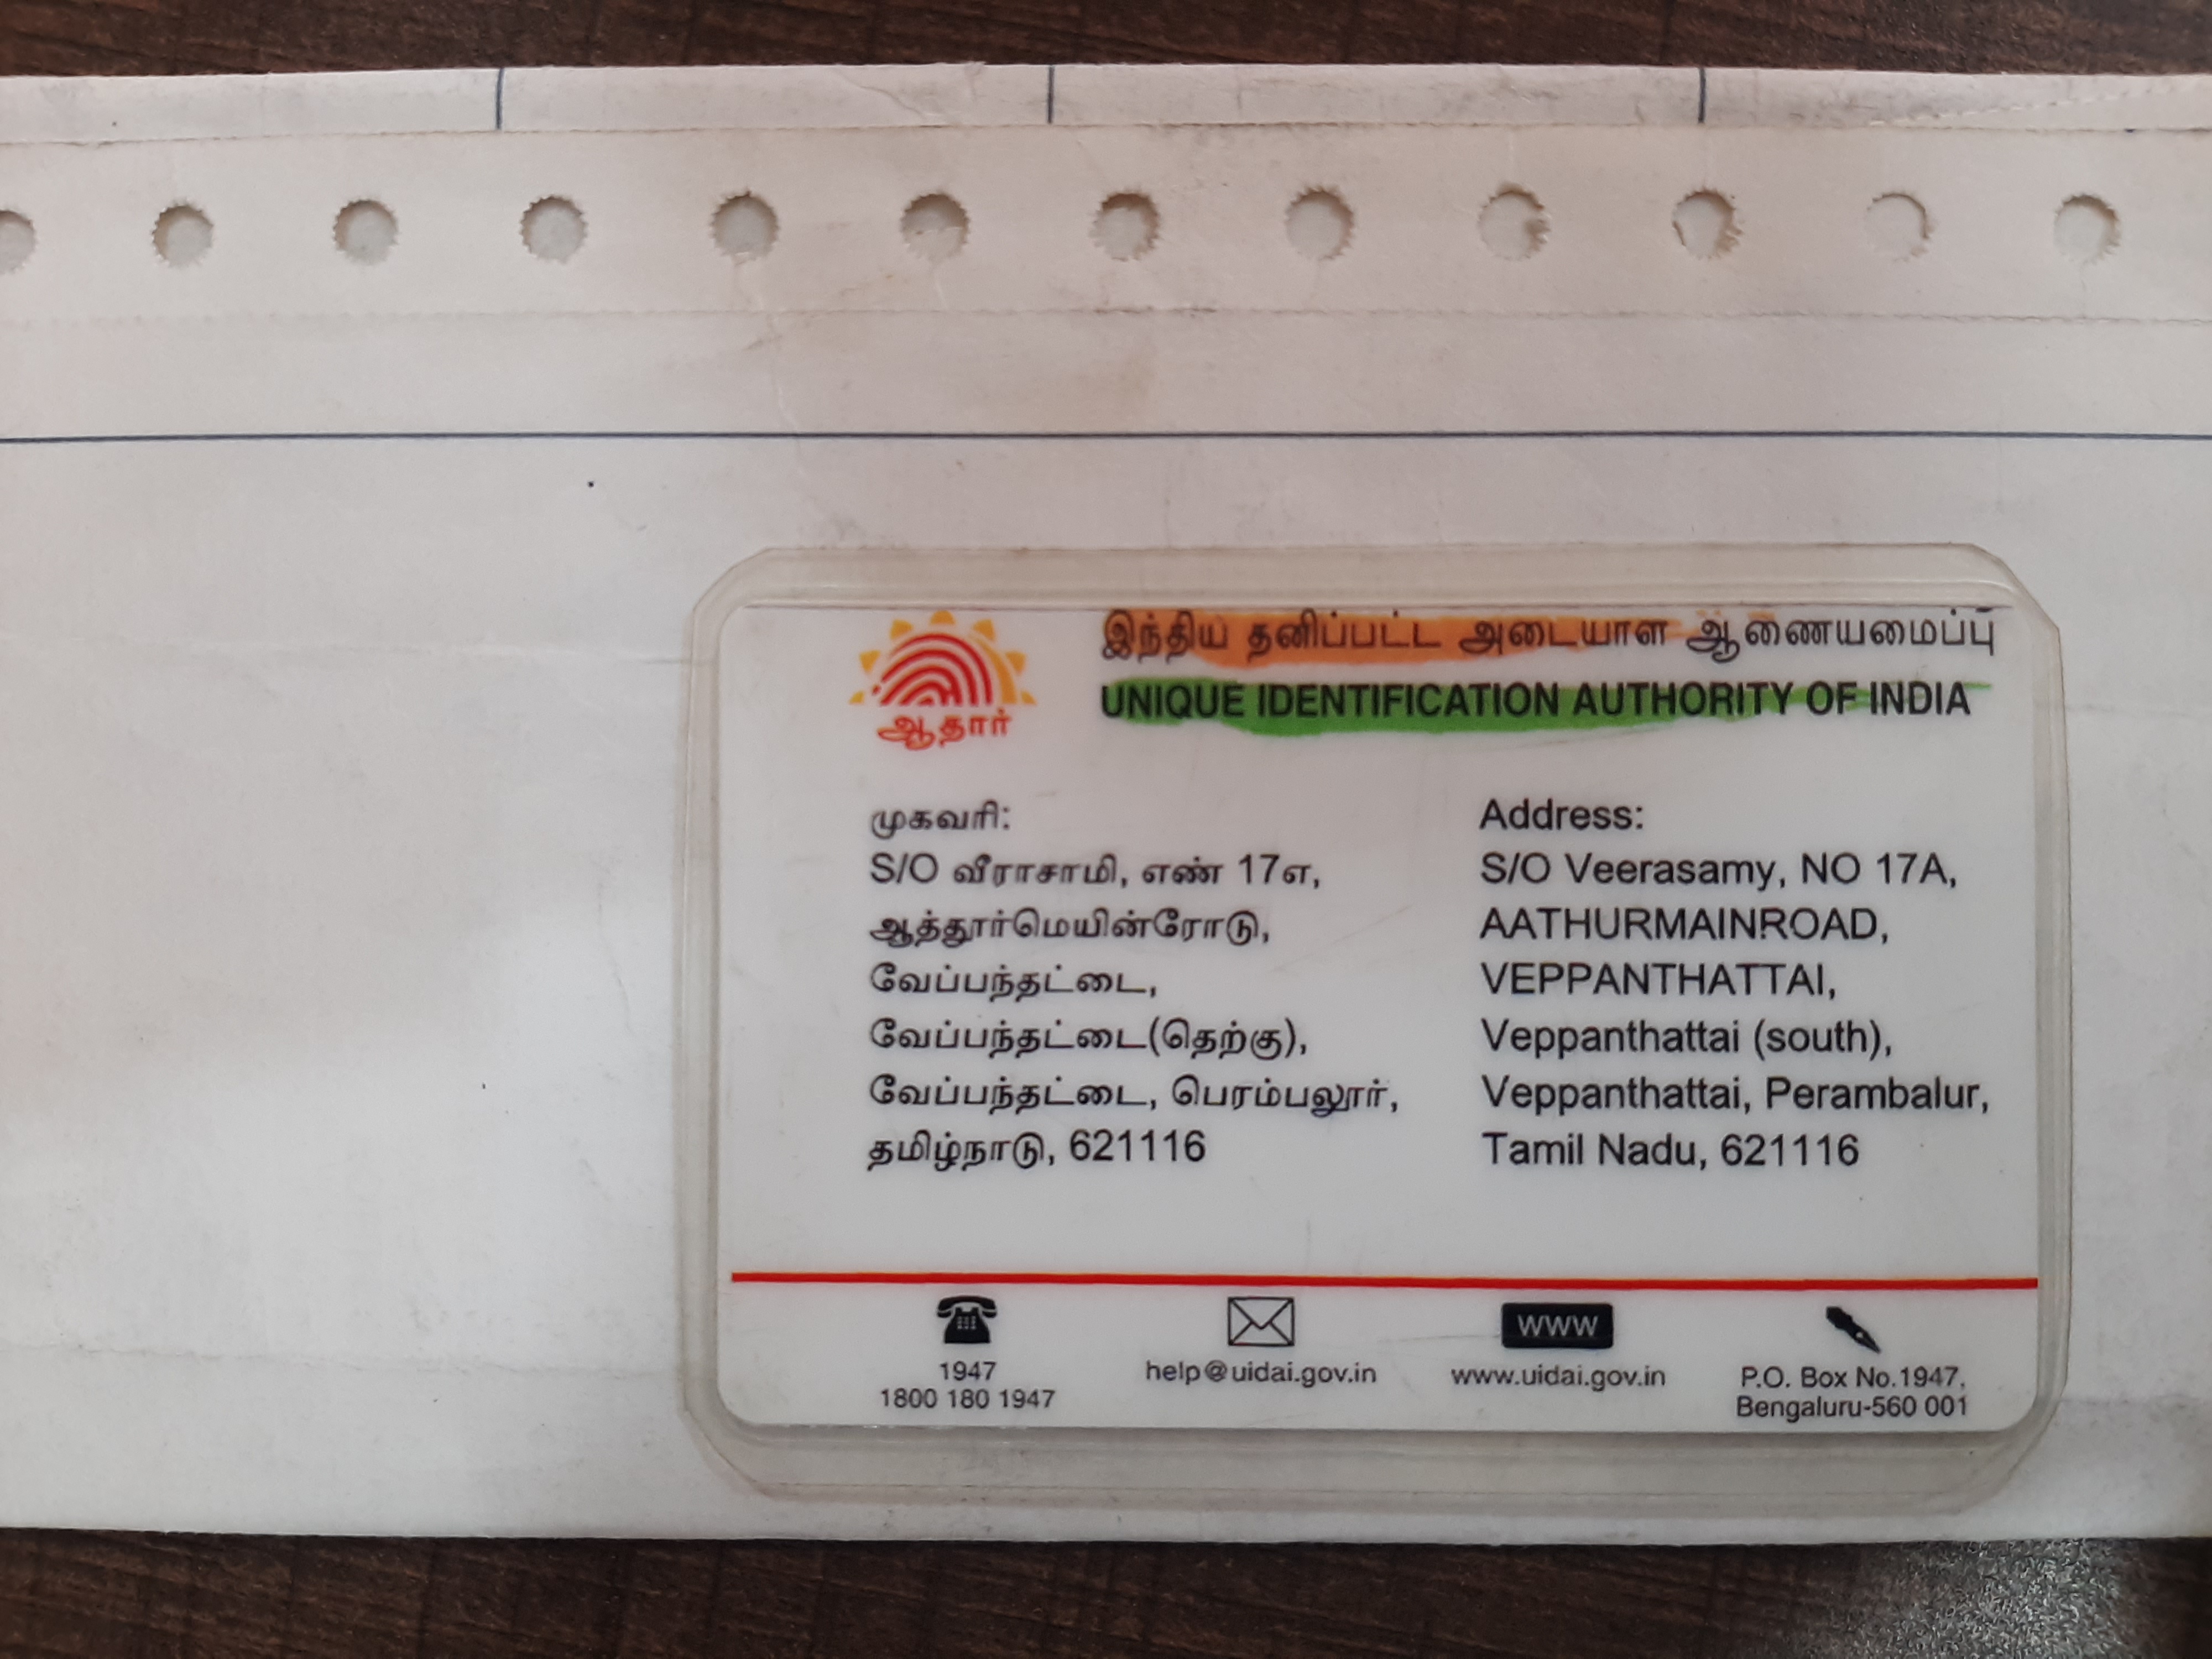 இந்திய தனிப்பட்ட அடையாள ஆணையமைப்பு
UNIQUE IDENTIFICATION AUTHORITY OF INDIA
ஆதார்
முகவரி:
S/O வீராசாமி, எண் 17எ,
ஆத்தூர்மெயின்ரோடு,
வேப்பந்தட்டை,
வேப்பந்தட்டை(தெற்கு),
வேப்பந்தட்டை, பெரம்பலூர்,
தமிழ்நாடு, 621116
Address:
S/O Veerasamy, NO 17A,
AATHURMAINROAD,
VEPPANTHATTAI,
Veppanthattai (south),
Veppanthattai, Perambalur,
Tamil Nadu, 621116
1947
1800 180 1947
help@uidai.gov.in
www
www.uidai.gov.in
P.O. Box No.1947,
Bengaluru-560 001